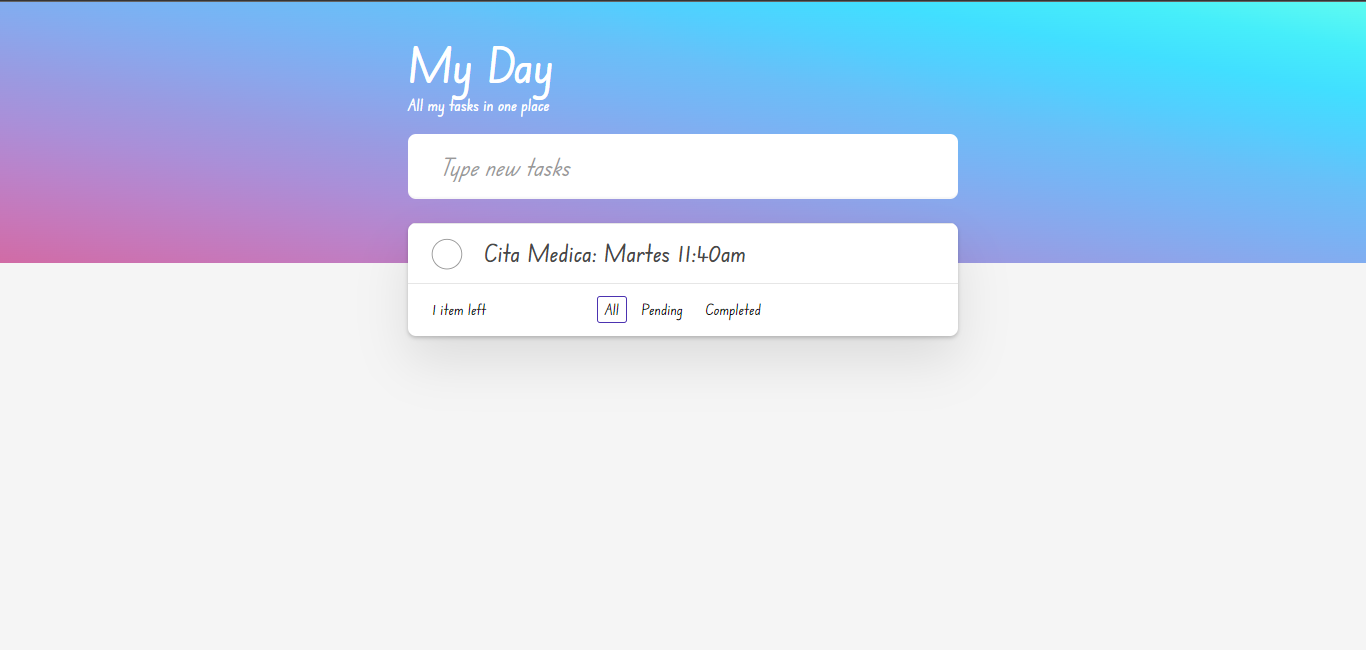 My Day
All my tasks in one place
Type new tasks
Cita Medica: Martes 11:40am
1 item left All Pending Completed